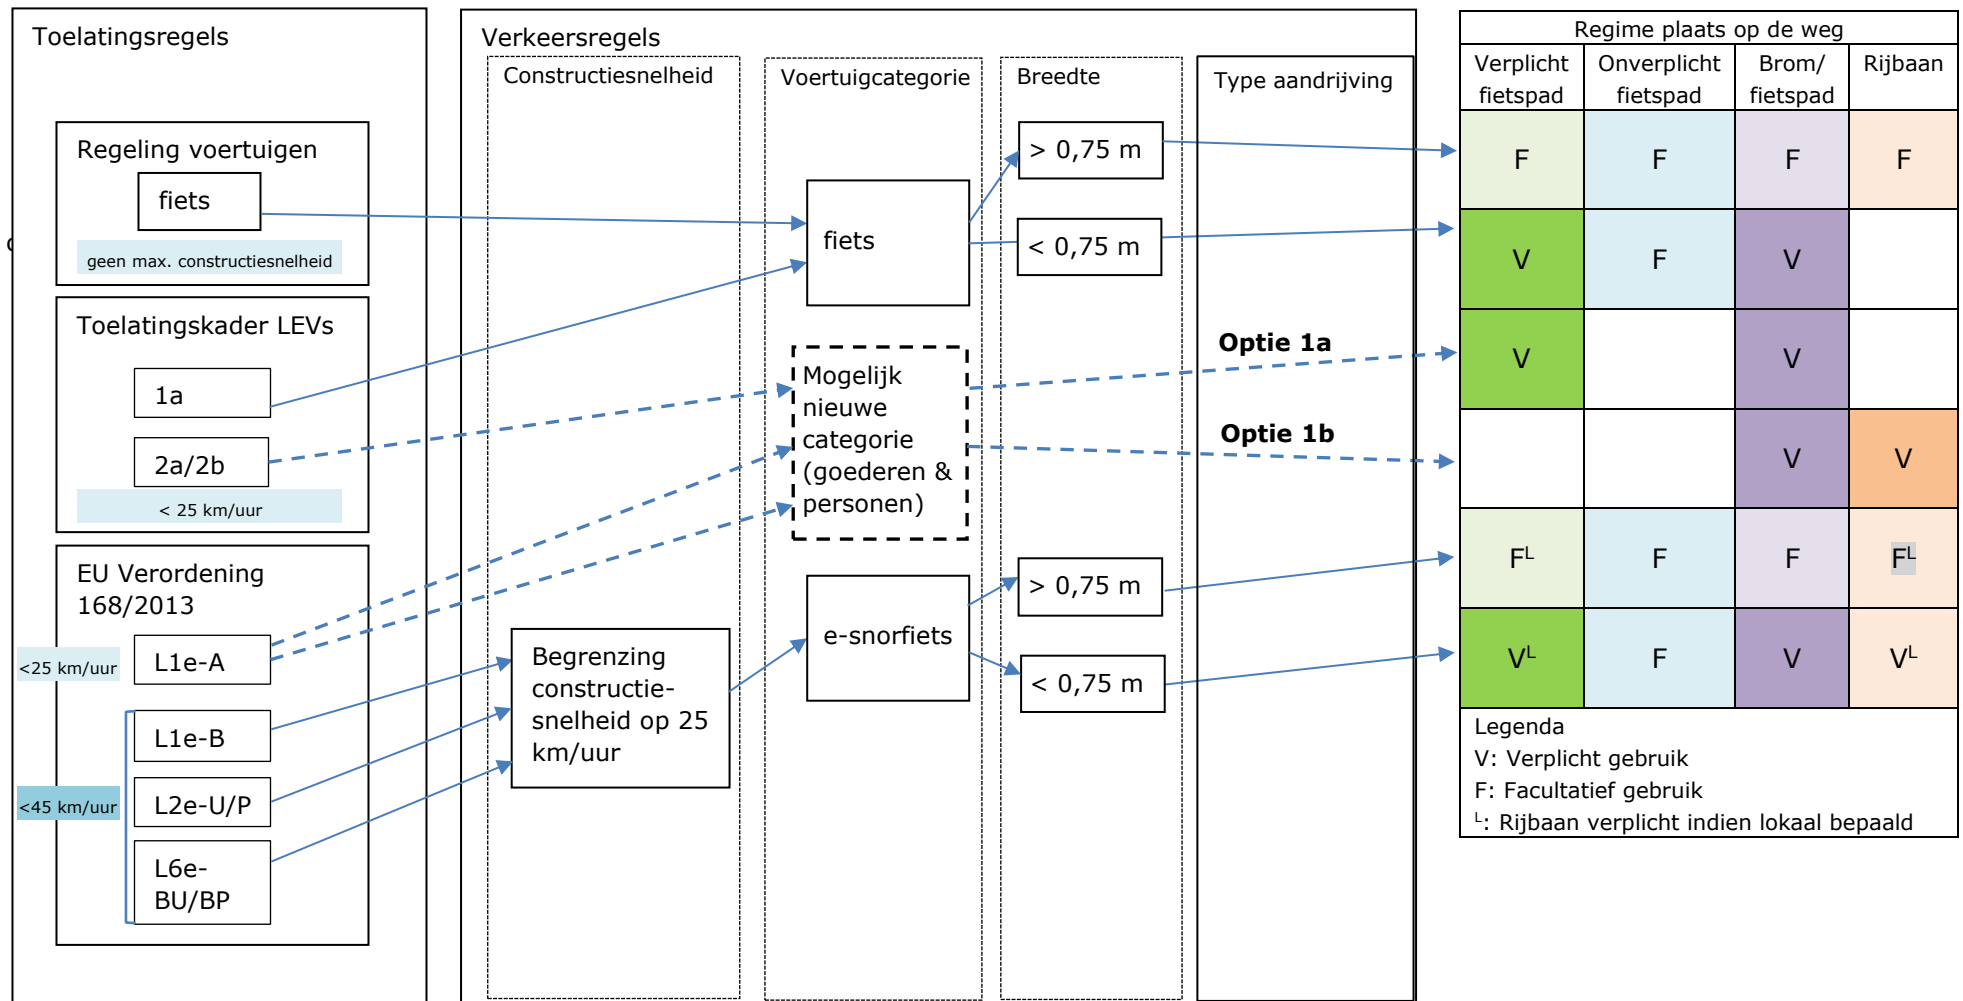 Toelatingsregels
Regeling voertuigen
fiets
geen max. constructiesnelheid
Toelatingskader LEVs
1a
2a/2b
< 25 km/uur
EU Verordening
168/2013
<25 km/uur
L1e-A
L1e-B
<45 km/uur
L2e-U/P
L6e-
BU/BP
Verkeersregels
Constructiesnelheid
Begrenzing
constructie-
snelheid op 25
km/uur
Voertuigcategorie
fiets
Mogelijk
nieuwe
categorie
(goederen &
personen)
e-snorfiets
Breedte
> 0,75 m
< 0,75 m
> 0,75 m
< 0,75 m
Type aandrijving
Optie 1a
Optie 1b
Regime plaats op de weg
Verplicht fietspad Onverplicht fietspad Brom/ fietspad Rijbaan
F F F F
V F V
V V
V V
Fᴸ F F Fᴸ
Vᴸ F V Vᴸ
Legenda
V: Verplicht gebruik
F: Facultatief gebruik
ᴸ: Rijbaan verplicht indien lokaal bepaald